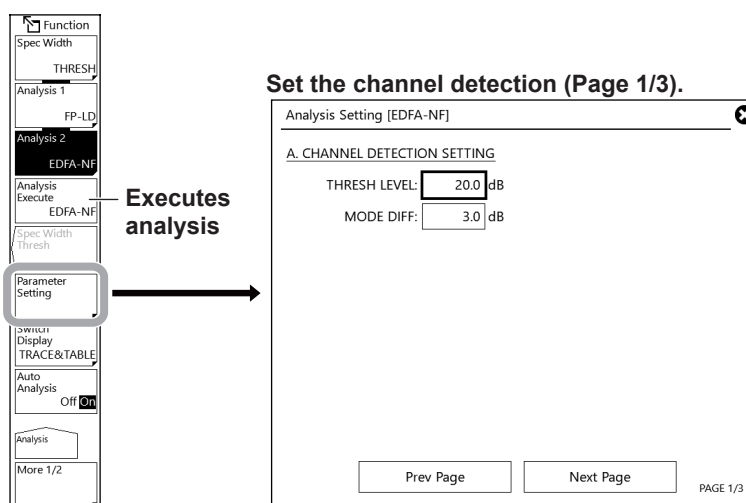 Function
Spec Width
THRESH
Analysis 1
FP-LD
Analysis 2
EDFA-NF
Analysis
Execute
EDFA-NF
Spec Width
Thresh
Parameter
Setting
Switch
Display
TRACE&TABLE
Auto
Analysis
Off On
Analysis
More 1/2
Executes
analysis
Set the channel detection (Page 1/3).
Analysis Setting [EDFA-NF]
A. CHANNEL DETECTION SETTING
THRESH LEVEL: 20.0 dB
MODE DIFF: 3.0 dB
Prev Page Next Page PAGE 1/3